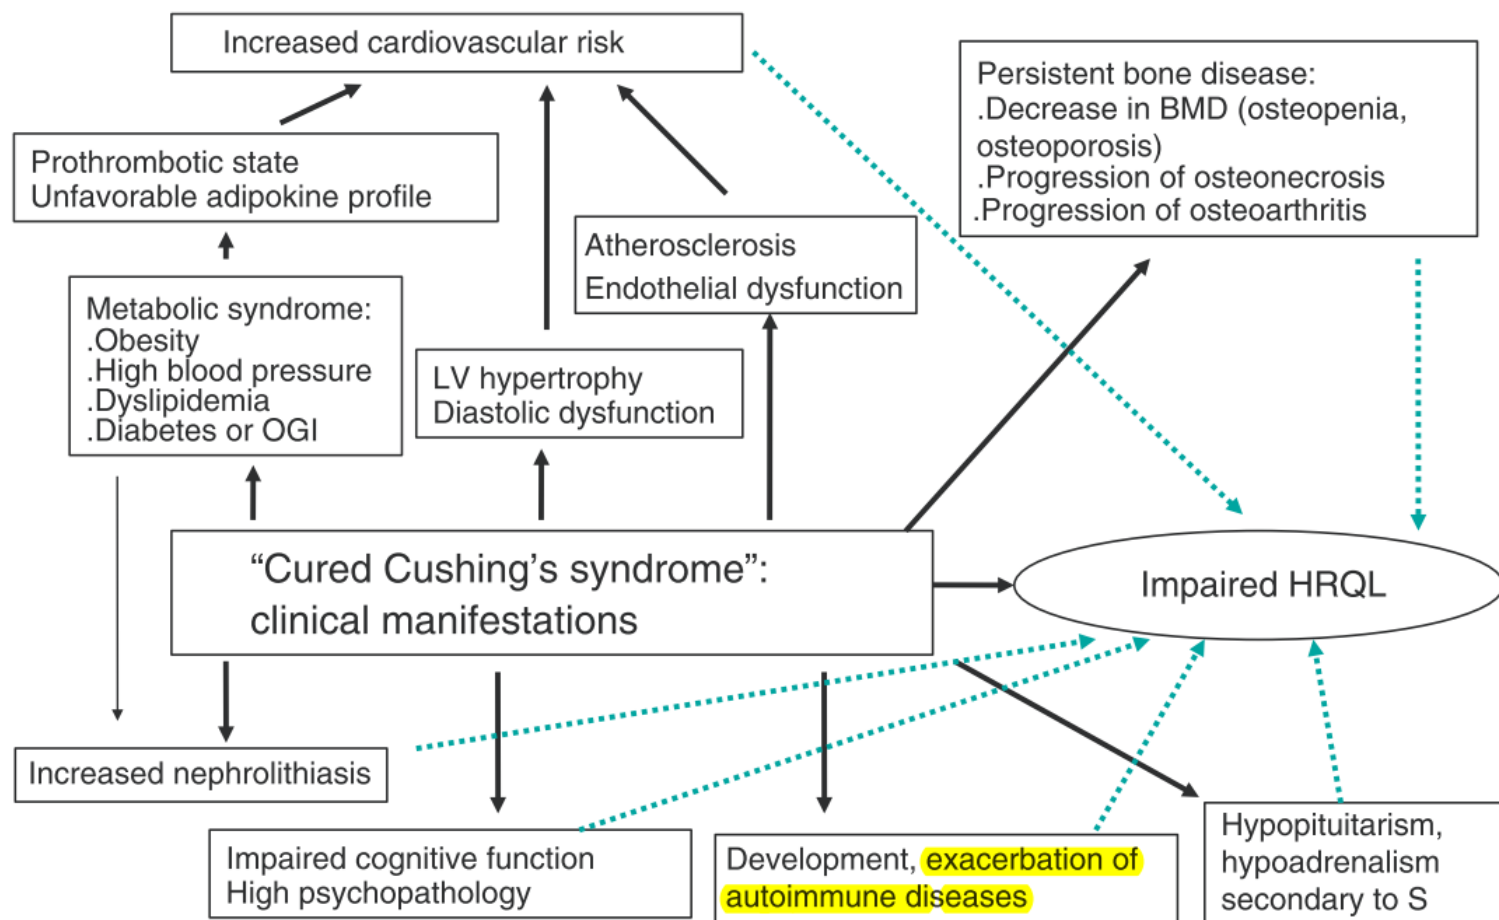 Increased cardiovascular risk
Persistent bone disease:
.Decrease in BMD (osteopenia,
osteoporosis)
.Progression of osteonecrosis
.Progression of osteoarthritis
Prothrombotic state
Unfavorable adipokine profile
Atherosclerosis
Endothelial dysfunction
Metabolic syndrome:
.Obesity
.High blood pressure
.Dyslipidemia
.Diabetes or OGI
LV hypertrophy
Diastolic dysfunction
“Cured Cushing’s syndrome”:
clinical manifestations
Impaired HRQL
Increased nephrolithiasis
Impaired cognitive function
High psychopathology
Development, exacerbation of
autoimmune diseases
Hypopituitarism,
hypoadrenalism
secondary to S